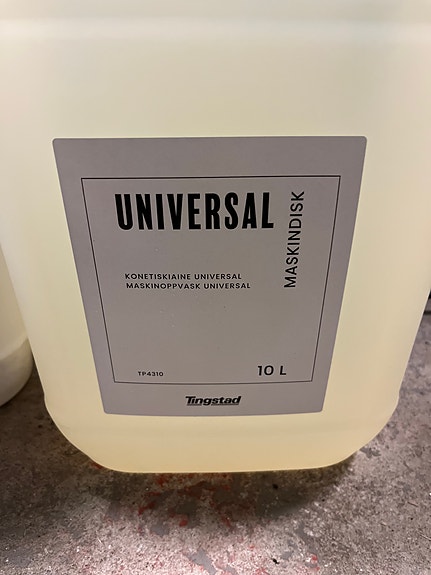 UNIVERSAL
MASKINDISK
KONETISKIAINE UNIVERSAL
MASKINOPPVASK UNIVERSAL
TP4310
10 L
Tingstad